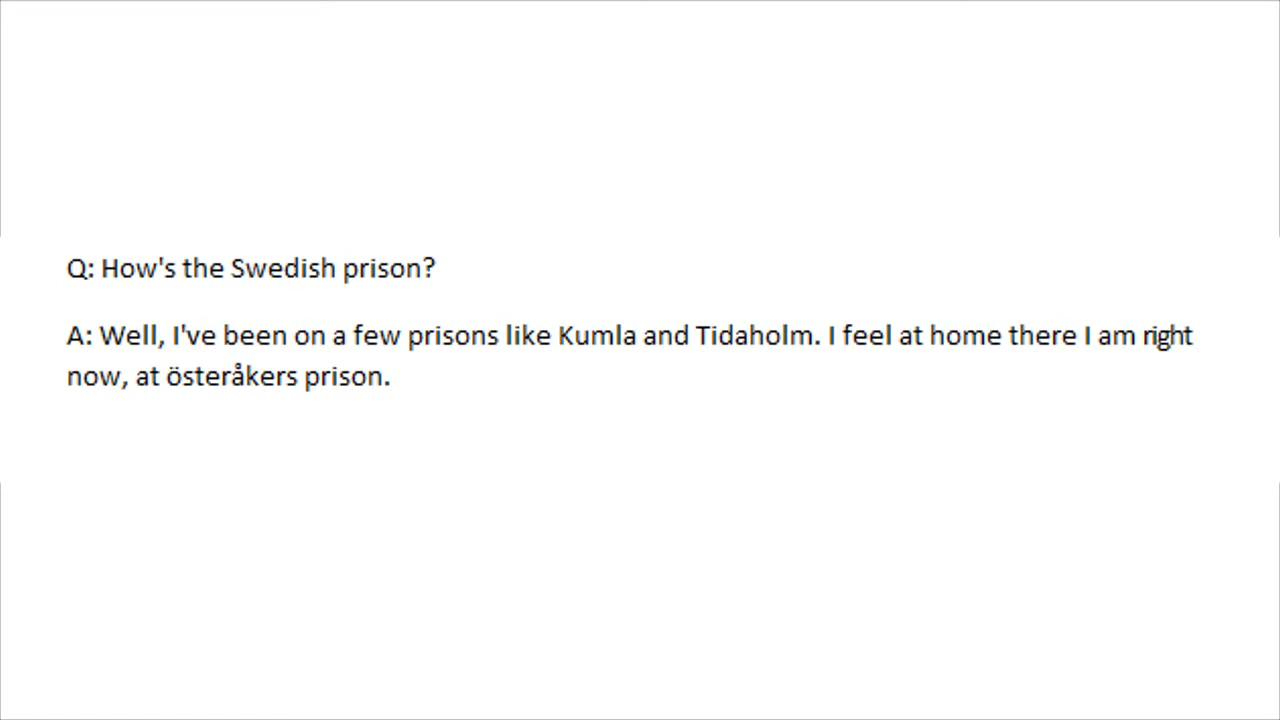 Q: How's the Swedish prison?
A: Well, I've been on a few prisons like Kumla and Tidaholm. I feel at home there I am right
now, at österåkers prison.